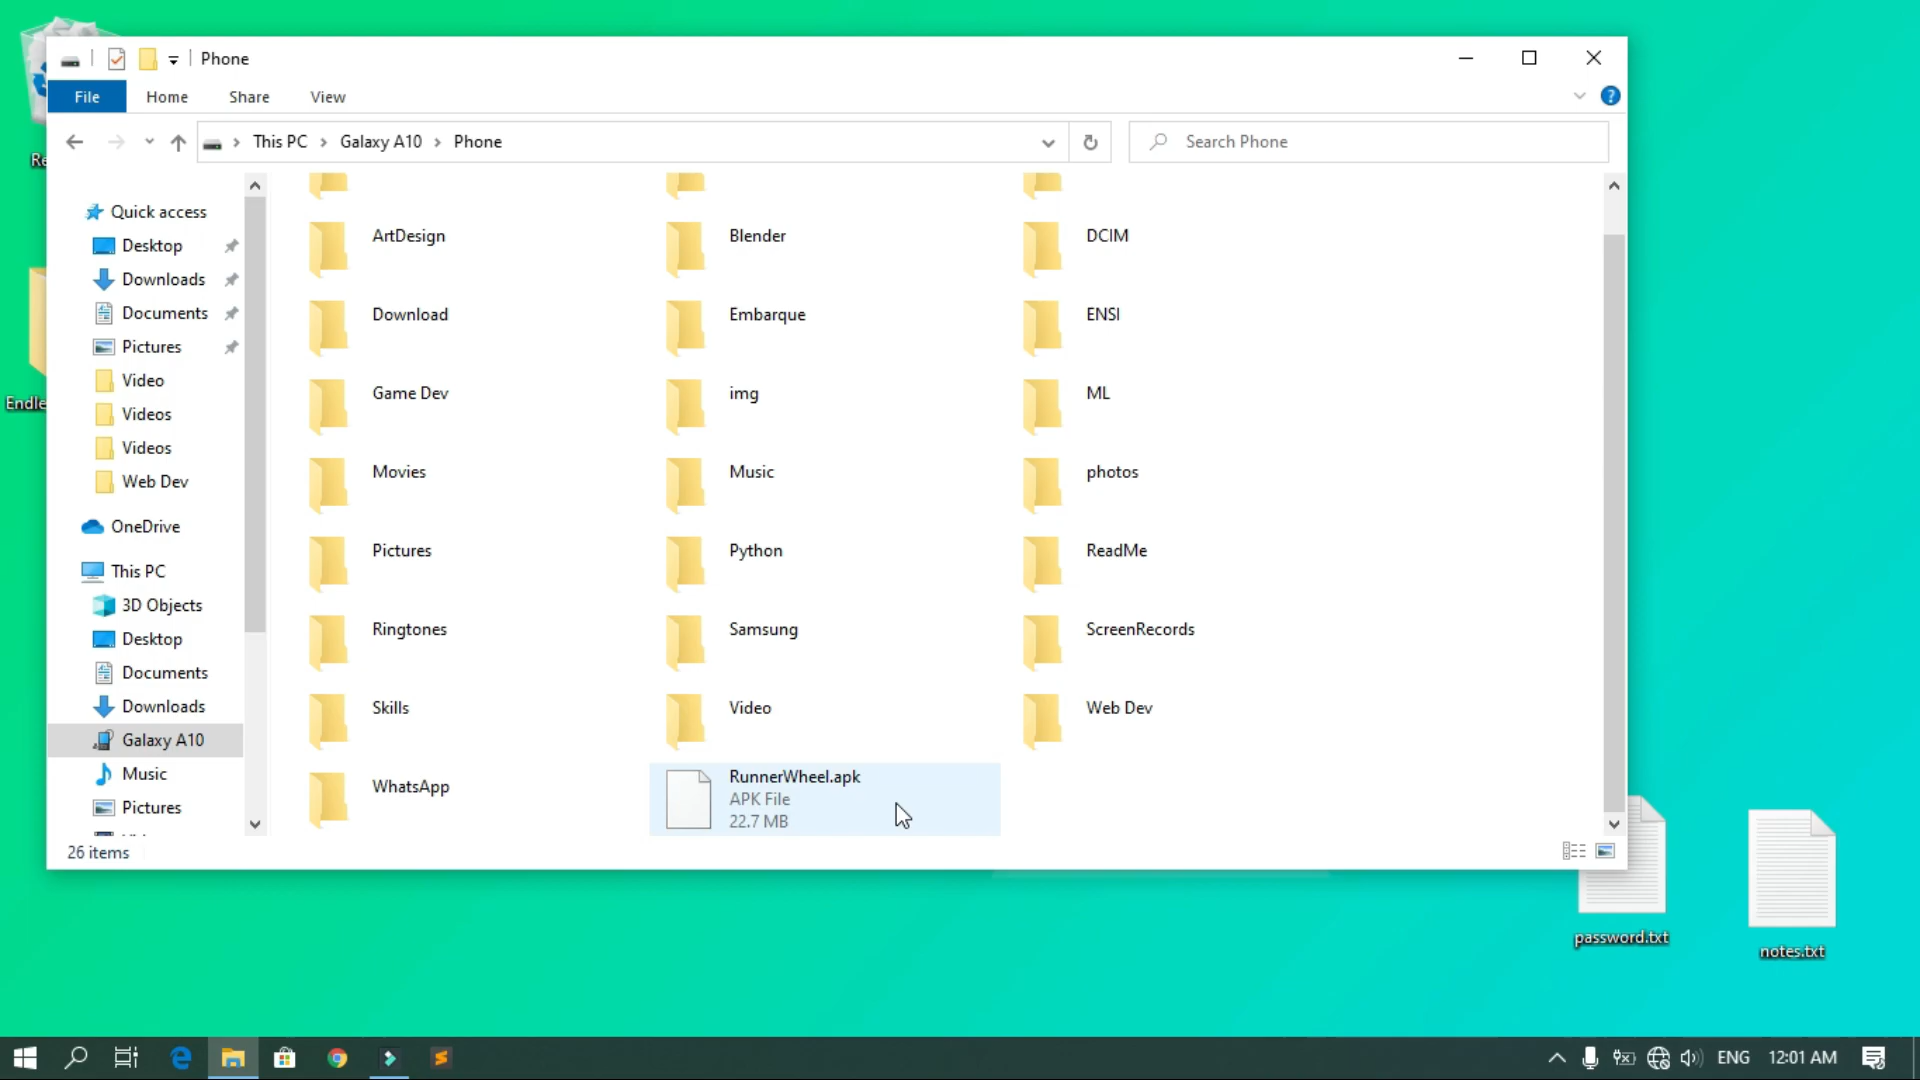 Phone
File
Home
Share
View
?
This PC
Galaxy A10
Phone
Search Phone
Quick access
Desktop
Downloads
Documents
Pictures
Video
Videos
Videos
Web Dev
OneDrive
This PC
3D Objects
Desktop
Documents
Downloads
Galaxy A10
Music
Pictures
ArtDesign
Blender
DCIM
Download
Embarque
ENSI
Game Dev
img
ML
Movies
Music
photos
Pictures
Python
ReadMe
Ringtones
Samsung
ScreenRecords
Skills
Video
Web Dev
WhatsApp
RunnerWheel.apk
APK File
22.7 MB
26 items
Re
Endle
password.txt
notes.txt
ENG
12:01 AM